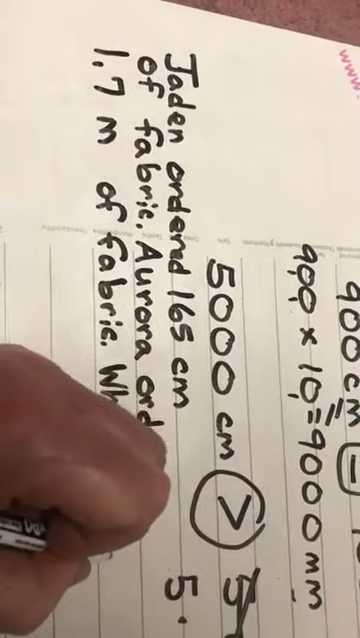 900 cm =
900 × 10 = 9000 mm
5000 cm > 5
5.
Jaden ordered 165 cm
of fabric. Aurora ord
1.7 m of fabric. Wh